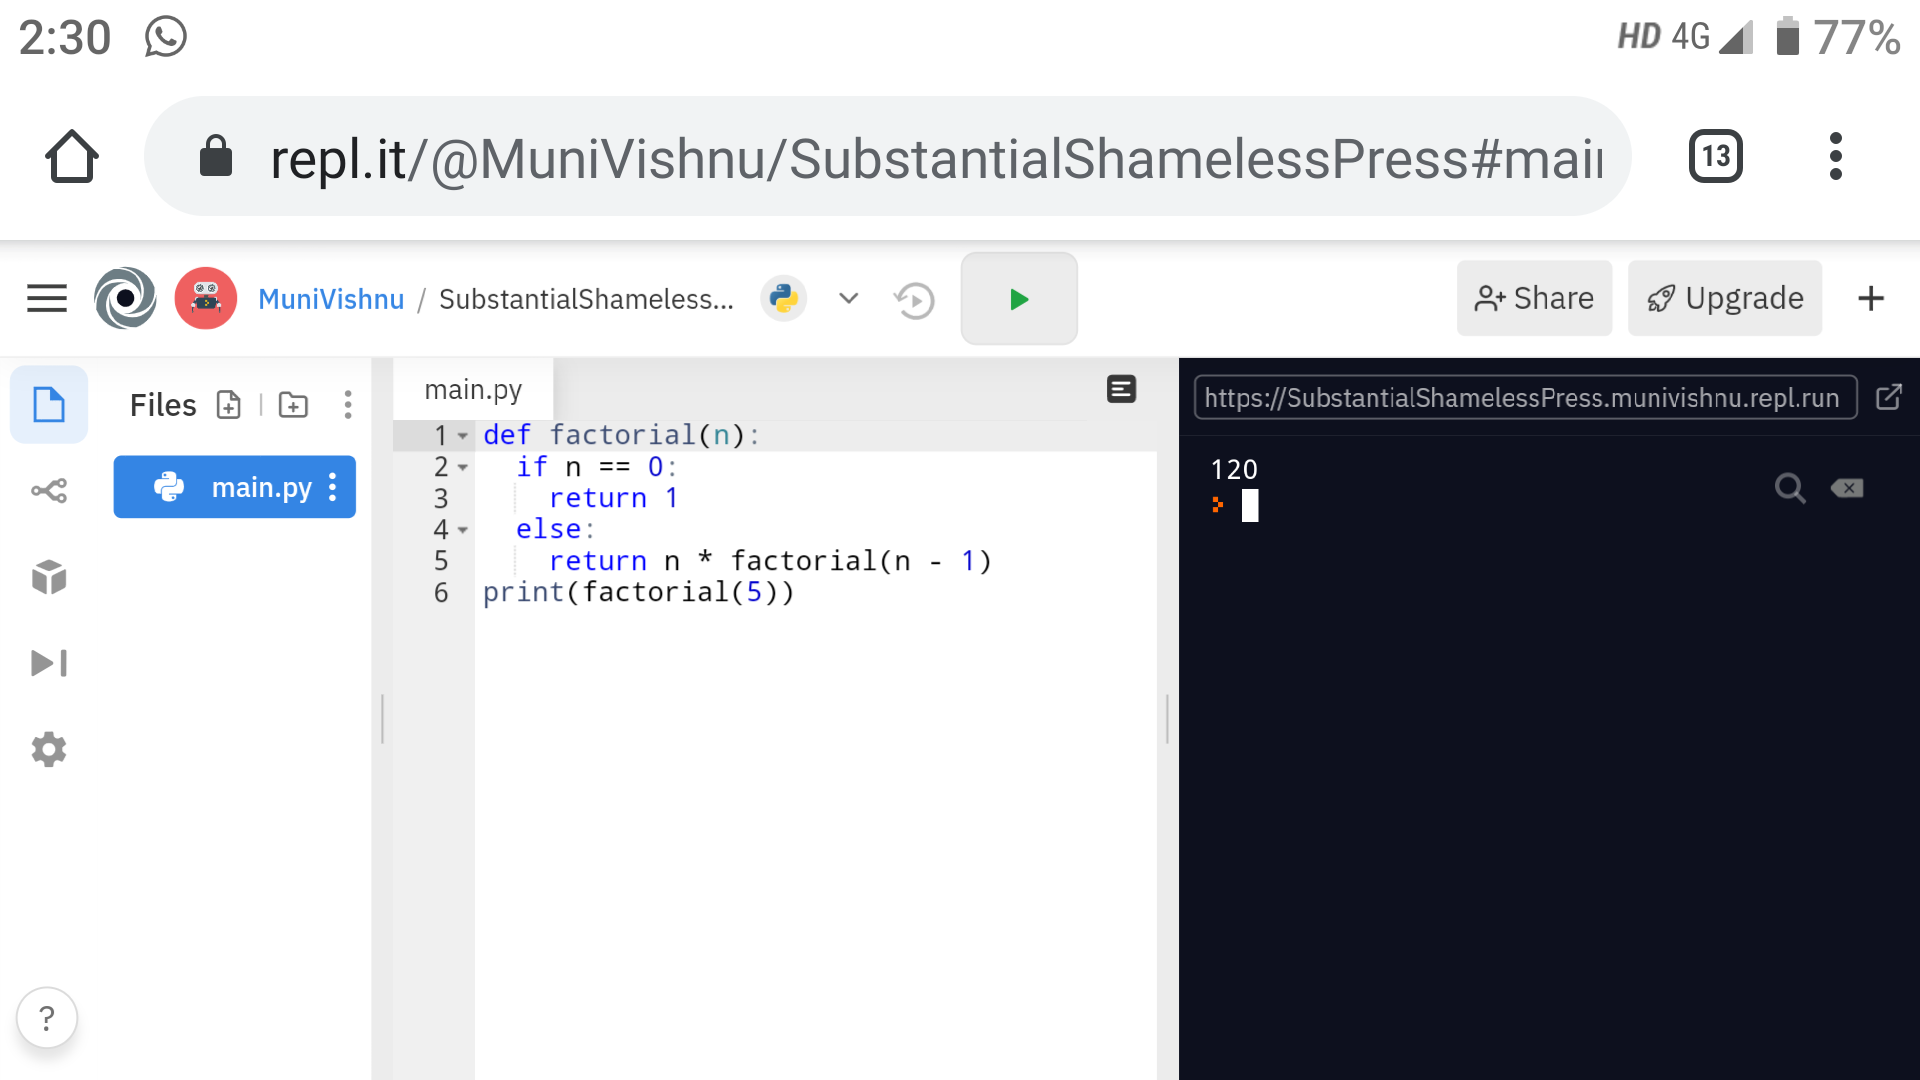 2:30 HD 4G 77%
repl.it/@MuniVishnu/SubstantialShamelessPress#mai 13
MuniVishnu / SubstantialShameless... Share Upgrade +
Files
main.py
main.py
1 def factorial(n):
2 if n == 0:
3 return 1
4 else:
5 return n * factorial(n - 1)
6 print(factorial(5))
https://SubstantialShamelessPress.munivishnu.repl.run
120
?